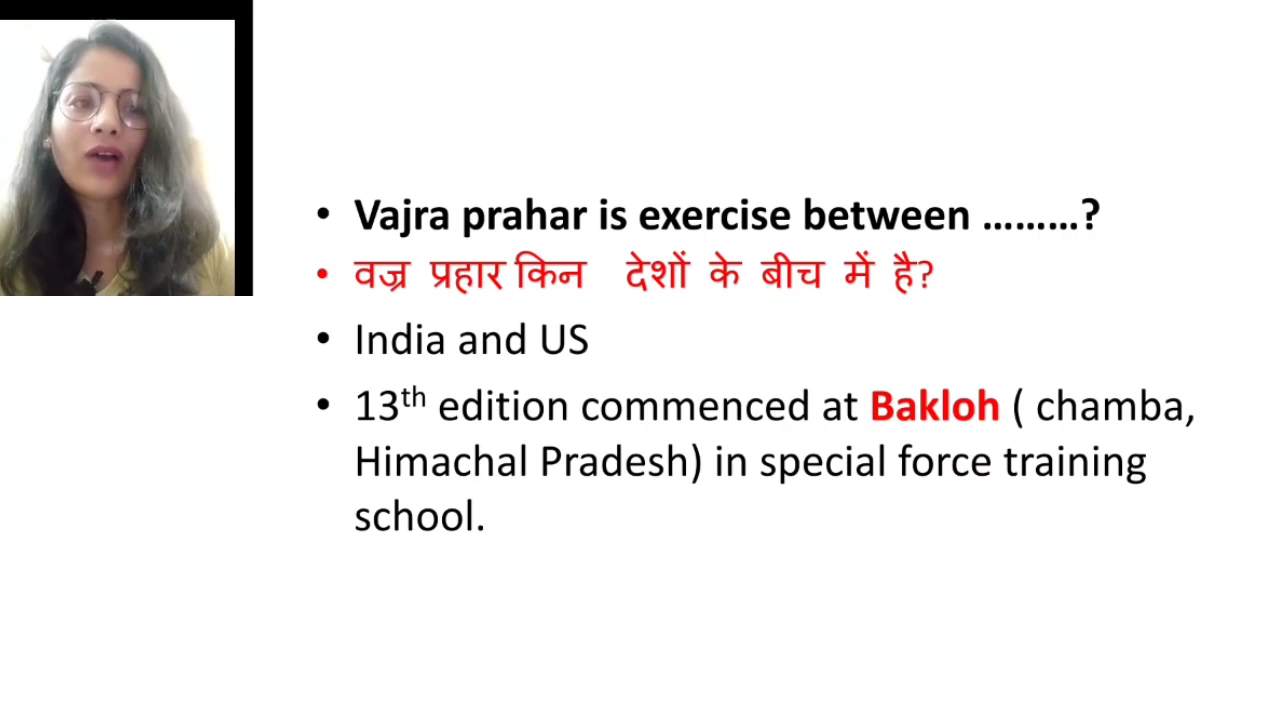 • Vajra prahar is exercise between .........?
• वज्र प्रहार किन देशों के बीच में है?
• India and US
• 13th edition commenced at Bakloh ( chamba,
Himachal Pradesh) in special force training
school.